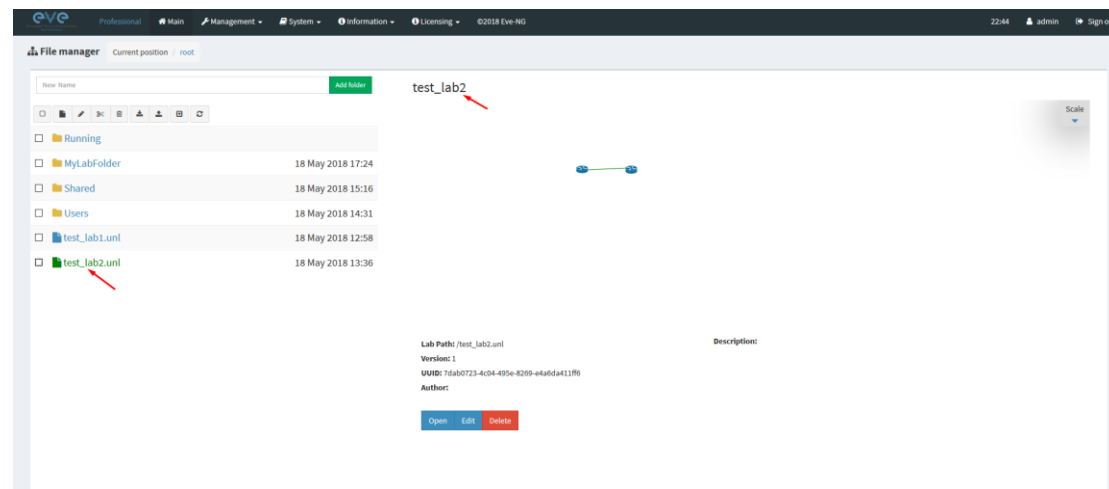 eve Professional Main Management System Information Licensing ©2018 Eve-NG 22:44 admin Sign o
File manager Current position / root
New Name Add folder
test_lab2
Scale
Running
MyLabFolder 18 May 2018 17:24
Shared 18 May 2018 15:16
Users 18 May 2018 14:31
test_lab1.unl 18 May 2018 12:58
test_lab2.unl 18 May 2018 13:36
Lab Path: /test_lab2.unl
Description:
Version: 1
UUID: 7dab0723-4c04-495e-8269-e4a6da411ff6
Author:
Open Edit Delete